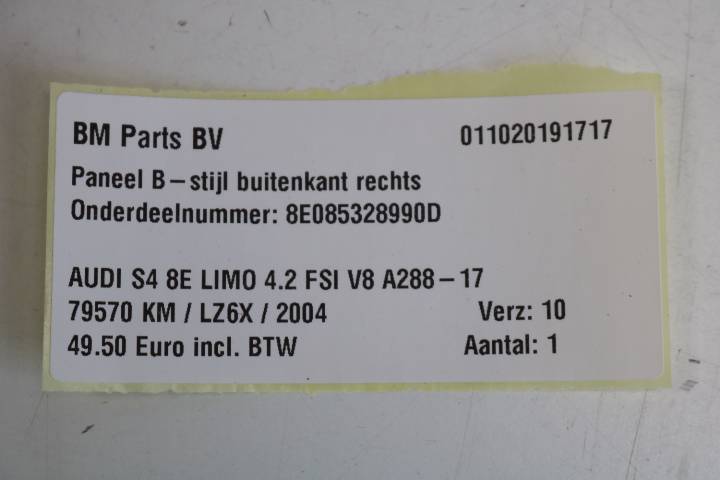 BM Parts BV 011020191717
Paneel B-stijl buitenkant rechts
Onderdeelnummer: 8E085328990D
AUDI S4 8E LIMO 4.2 FSI V8 A288-17
79570 KM / LZ6X / 2004 Verz: 10
49.50 Euro incl. BTW Aantal: 1